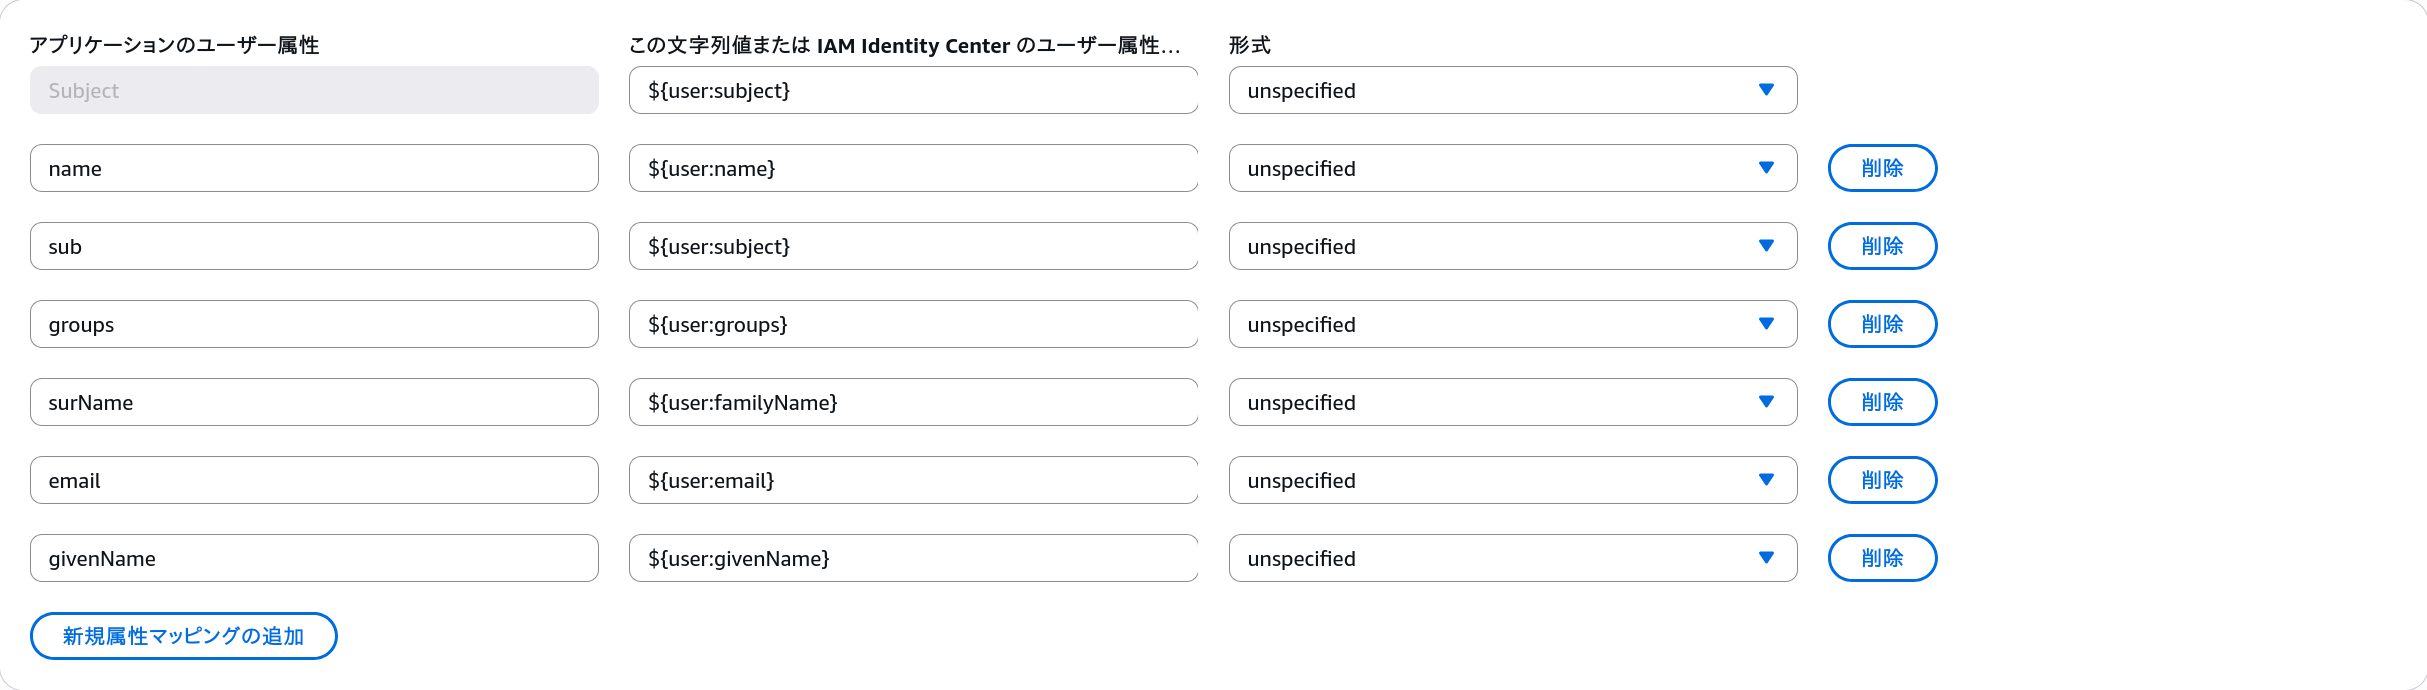 アプリケーションのユーザー属性 この文字列値または IAM Identity Center のユーザー属性... 形式
Subject ${user:subject} unspecified
name ${user:name} unspecified 削除
sub ${user:subject} unspecified 削除
groups ${user:groups} unspecified 削除
surName ${user:familyName} unspecified 削除
email ${user:email} unspecified 削除
givenName ${user:givenName} unspecified 削除
新規属性マッピングの追加